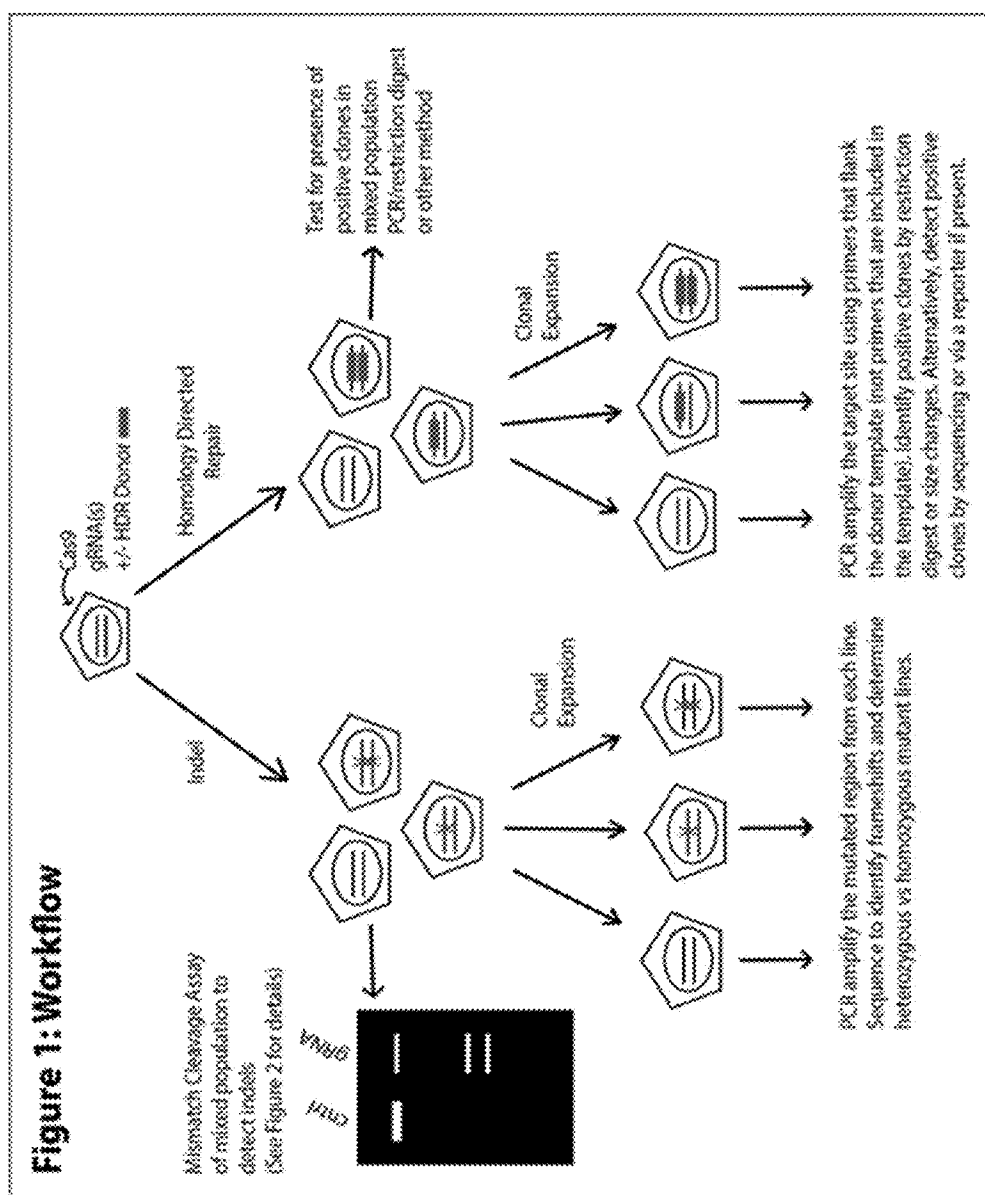 Figure 1: Workflow
Cas9
gRNA(s)
+/- HDR Donor
Indel
Homology Directed
Repair
Mismatch Cleavage Assay
of mixed population to
detect indels
(See Figure 2 for details)
Cntrl
gRNA
Test for presence of
positive clones in
mixed population
PCR/restriction digest
or other method
Clonal
Expansion
Clonal
Expansion
PCR amplify the mutated region from each line.
Sequence to identify frameshifts and determine
heterozygous vs homozygous mutant lines.
PCR amplify the target site using primers that flank
the donor template (not primers that are included in
the template). Identify positive clones by restriction
digest or size changes. Alternatively, detect positive
clones by sequencing or via a reporter if present.